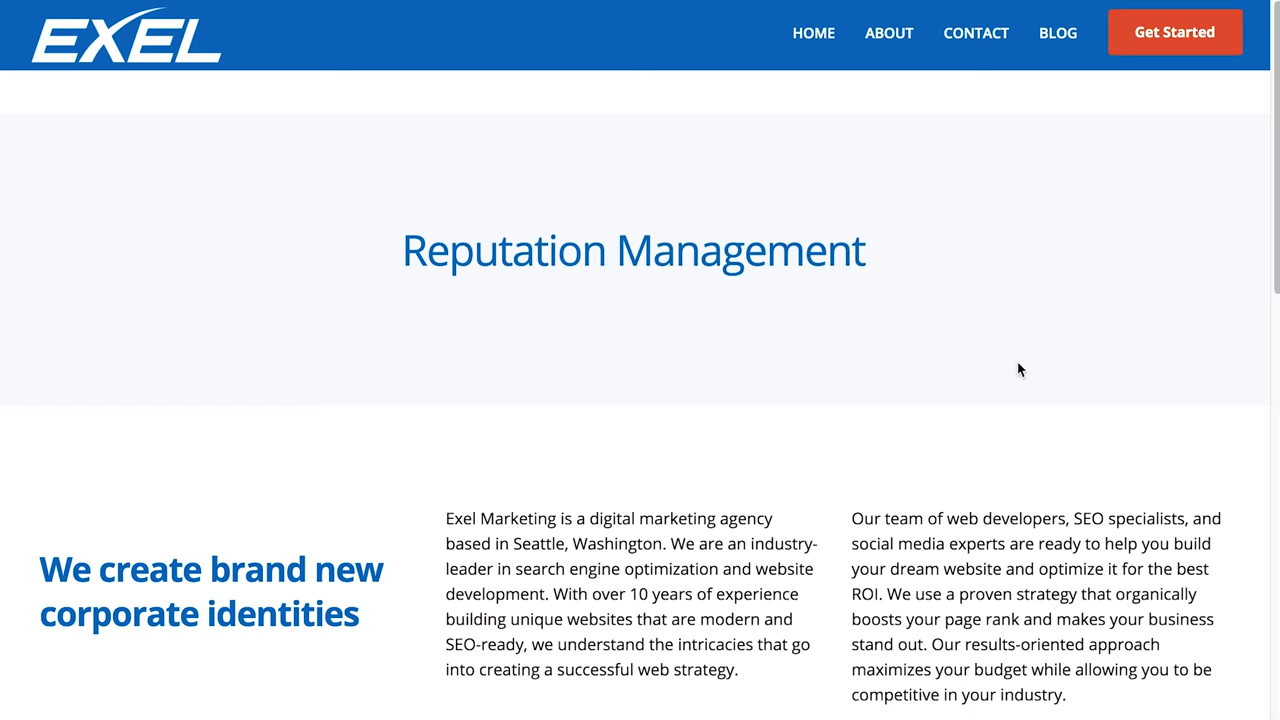 EXEL
HOME ABOUT CONTACT BLOG Get Started
Reputation Management
We create brand new
corporate identities
Exel Marketing is a digital marketing agency
based in Seattle, Washington. We are an industry-
leader in search engine optimization and website
development. With over 10 years of experience
building unique websites that are modern and
SEO-ready, we understand the intricacies that go
into creating a successful web strategy.
Our team of web developers, SEO specialists, and
social media experts are ready to help you build
your dream website and optimize it for the best
ROI. We use a proven strategy that organically
boosts your page rank and makes your business
stand out. Our results-oriented approach
maximizes your budget while allowing you to be
competitive in your industry.